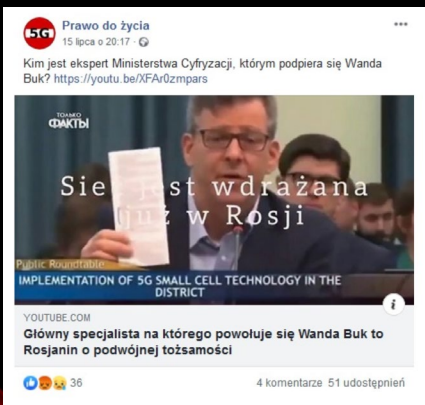 5G
Prawo do życia
15 lipca o 20:17 ·
Kim jest ekspert Ministerstwa Cyfryzacji, którym podpiera się Wanda
Buk? https://youtu.be/XFAr0zmpars
ТОЛЬКО
ФАКТЫ
jest wdrażana
już w Rosji
Public Roundtable
IMPLEMENTATION OF 5G SMALL CELL TECHNOLOGY IN THE
DISTRICT
YOUTUBE.COM
Główny specjalista na którego powołuje się Wanda Buk to
Rosjanin o podwójnej tożsamości
36
4 komentarze 51 udostępnień